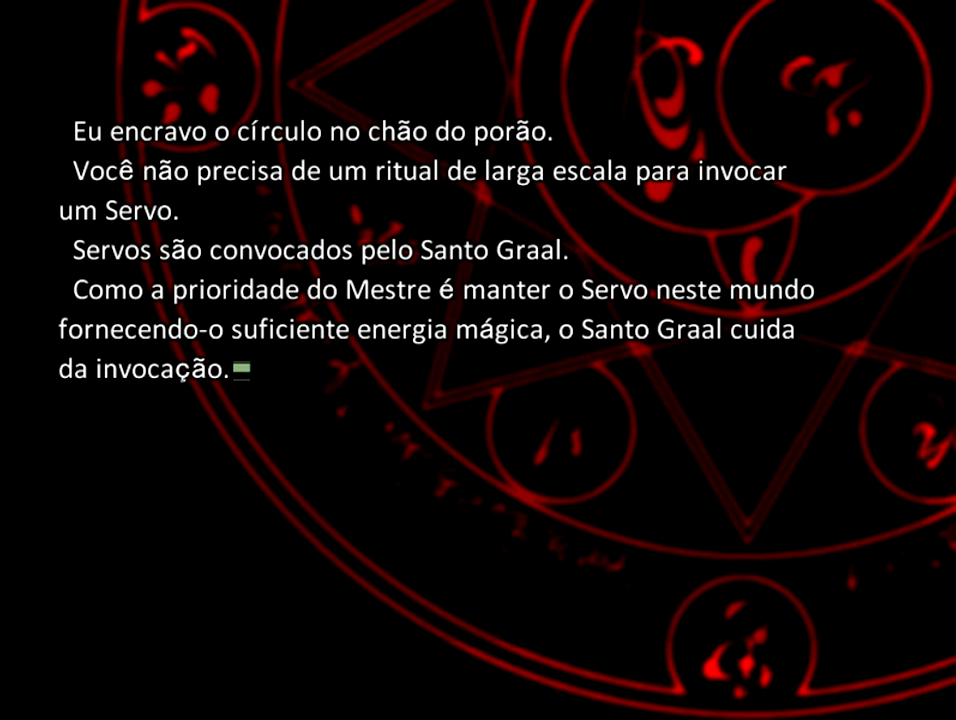 Eu encravo o círculo no chão do porão.
Você não precisa de um ritual de larga escala para invocar
um Servo.
Servos são convocados pelo Santo Graal.
Como a prioridade do Mestre é manter o Servo neste mundo
fornecendo-o suficiente energia mágica, o Santo Graal cuida
da invocação.